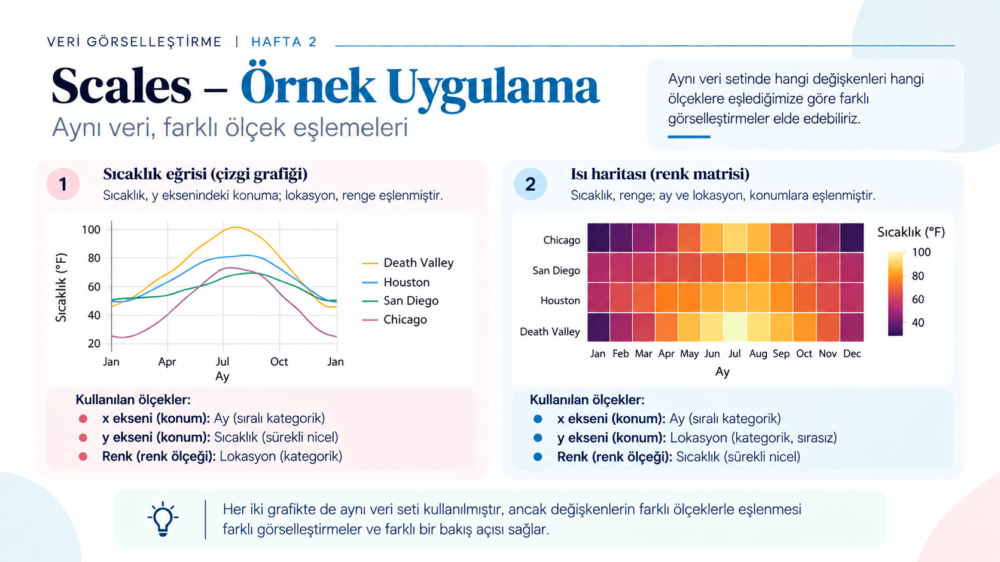 VERİ GÖRSELLEŞTİRME | HAFTA 2
Scales – Örnek Uygulama
Aynı veri, farklı ölçek eşlemeleri
Aynı veri setinde hangi değişkenleri hangi
ölçeklere eşlediğimize göre farklı
görselleştirmeler elde edebiliriz.
1
Sıcaklık eğrisi (çizgi grafiği)
Sıcaklık, y eksenindeki konuma; lokasyon, renge eşlenmiştir.
Sıcaklık (°F)
100
80
60
40
20
Jan Apr Jul Oct Jan
Ay
Death Valley
Houston
San Diego
Chicago
Kullanılan ölçekler:
x ekseni (konum): Ay (sıralı kategorik)
y ekseni (konum): Sıcaklık (sürekli nicel)
Renk (renk ölçeği): Lokasyon (kategorik)
2
Isı haritası (renk matrisi)
Sıcaklık, renge; ay ve lokasyon, konumlara eşlenmiştir.
Chicago
San Diego
Houston
Death Valley
Jan Feb Mar Apr May Jun Jul Aug Sep Oct Nov Dec
Ay
Sıcaklık (°F)
100
80
60
40
Kullanılan ölçekler:
x ekseni (konum): Ay (sıralı kategorik)
y ekseni (konum): Lokasyon (kategorik, sırasız)
Renk (renk ölçeği): Sıcaklık (sürekli nicel)
Her iki grafikte de aynı veri seti kullanılmıştır, ancak değişkenlerin farklı ölçeklerle eşlenmesi
farklı görselleştirmeler ve farklı bir bakış açısı sağlar.